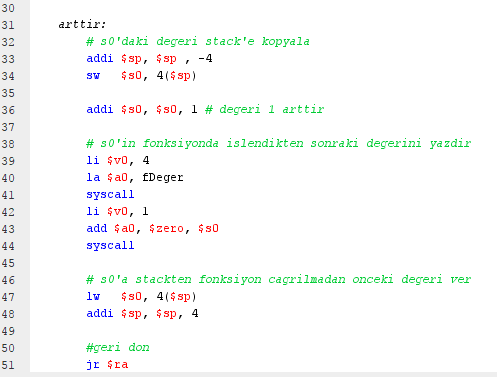 30
31 arttir:
32 # s0'daki degeri stack'e kopyala
33 addi $sp, $sp , -4
34 sw $s0, 4($sp)
35
36 addi $s0, $s0, 1 # degeri 1 arttir
37
38 # s0'in fonksiyonda islendikten sonraki degerini yazdir
39 li $v0, 4
40 la $a0, fDeger
41 syscall
42 li $v0, 1
43 add $a0, $zero, $s0
44 syscall
45
46 # s0'a stackten fonksiyon cagrilmadan onceki degeri ver
47 lw $s0, 4($sp)
48 addi $sp, $sp, 4
49
50 #geri don
51 jr $ra